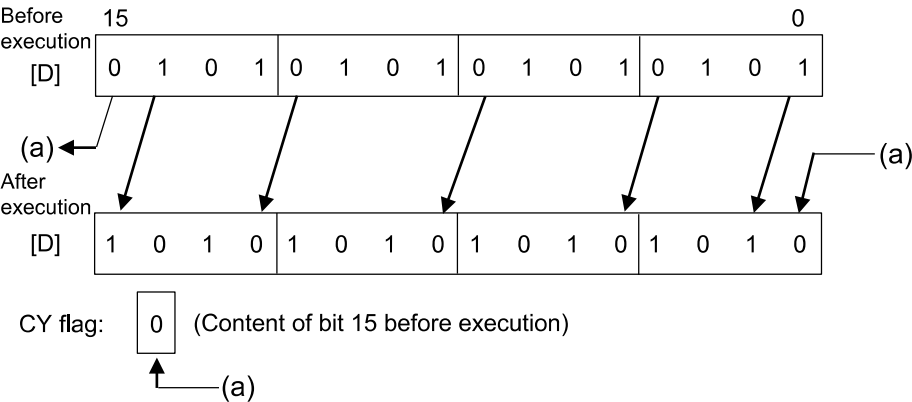 Before
execution
15 0
[D] 0 1 0 1 0 1 0 1 0 1 0 1 0 1 0 1
(a) (a)
After
execution
[D] 1 0 1 0 1 0 1 0 1 0 1 0 1 0 1 0
CY flag: 0 (Content of bit 15 before execution)
(a)